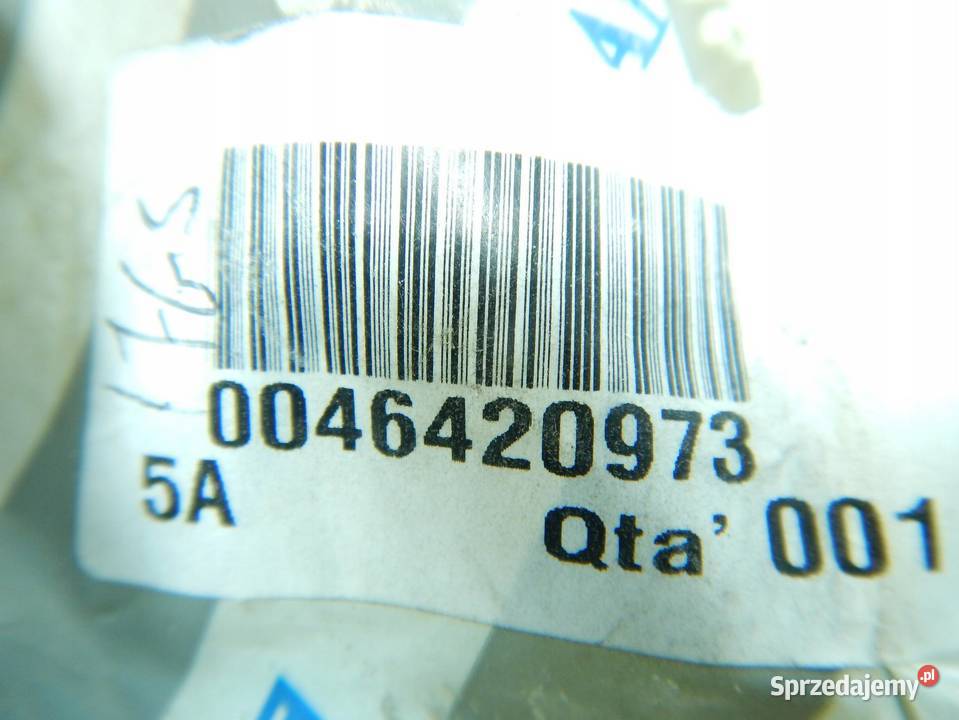 0046420973
5A
Qta' 001
Sprzedajemy.pl